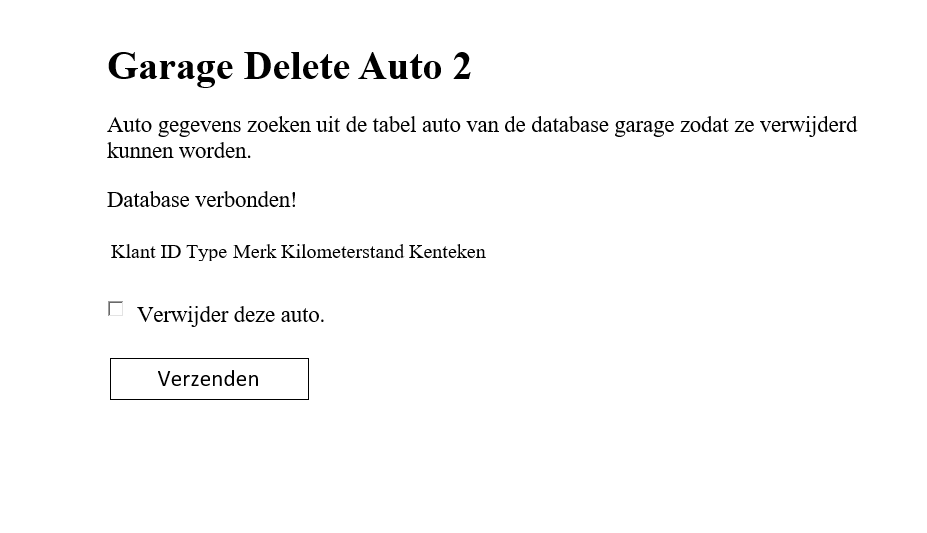 Garage Delete Auto 2
Auto gegevens zoeken uit de tabel auto van de database garage zodat ze verwijderd
kunnen worden.
Database verbonden!
Klant ID Type Merk Kilometerstand Kenteken
Verwijder deze auto.
Verzenden